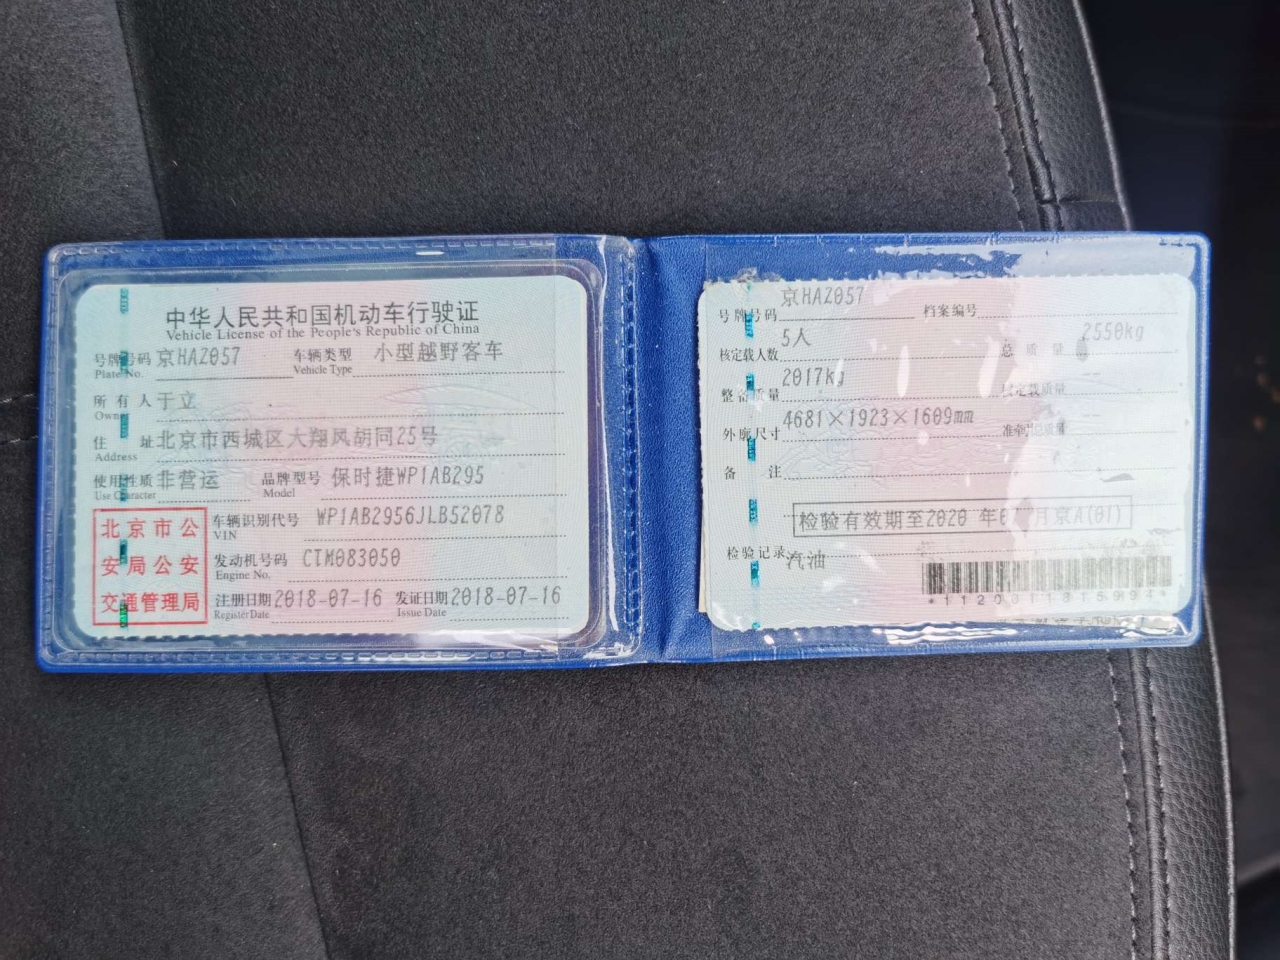 中华人民共和国机动车行驶证
Vehicle License of the People's Republic of China
号牌号码 京HAZ057 车辆类型 小型越野客车
Plate No. Vehicle Type
所有人 于立
Owner
住址 北京市西城区大翔凤胡同25号
Address
使用性质 非营运 品牌型号 保时捷WP1AB295
Use Character Model
北京市公
安局公安
交通管理局
车辆识别代号 WP1AB2956JLB52078
VIN
发动机号码 CTM083050
Engine No.
注册日期 2018-07-16 发证日期 2018-07-16
Register Date Issue Date
号牌号码 京HAZ057 档案编号
核定载人数 5人 总质量 2550kg
整备质量 2017kg 核定载质量 --
外廓尺寸 4681×1923×1609mm 准牵引总质量 --
备注
检验有效期至2020年07月京A(01)
检验记录 汽油